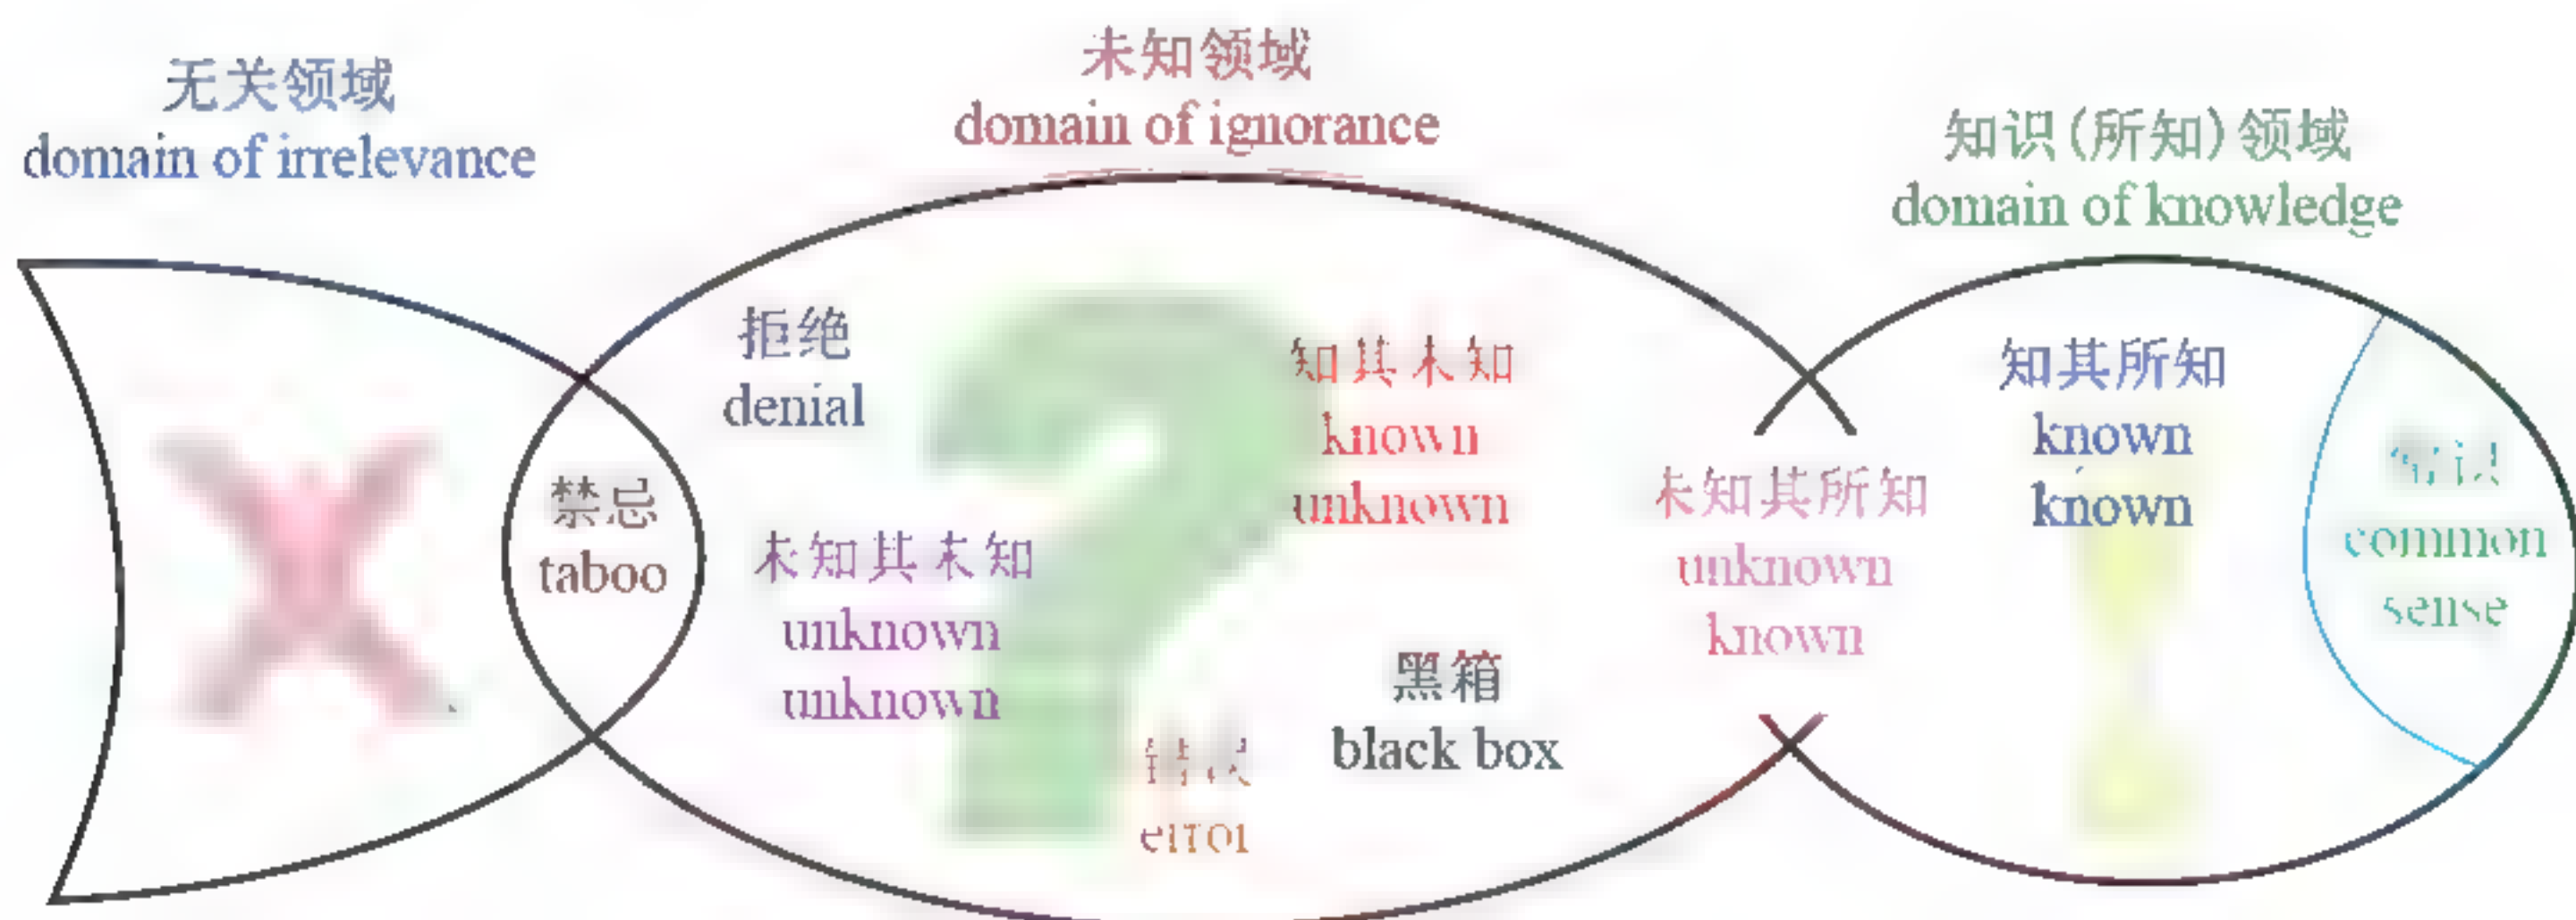 无关领域
domain of irrelevance
未知领域
domain of ignorance
知识(所知)领域
domain of knowledge
禁忌
taboo
拒绝
denial
未知其未知
unknown
unknown
知其未知
known
unknown
错误
error
黑箱
black box
未知其所知
unknown
known
知其所知
known
known
common
sense